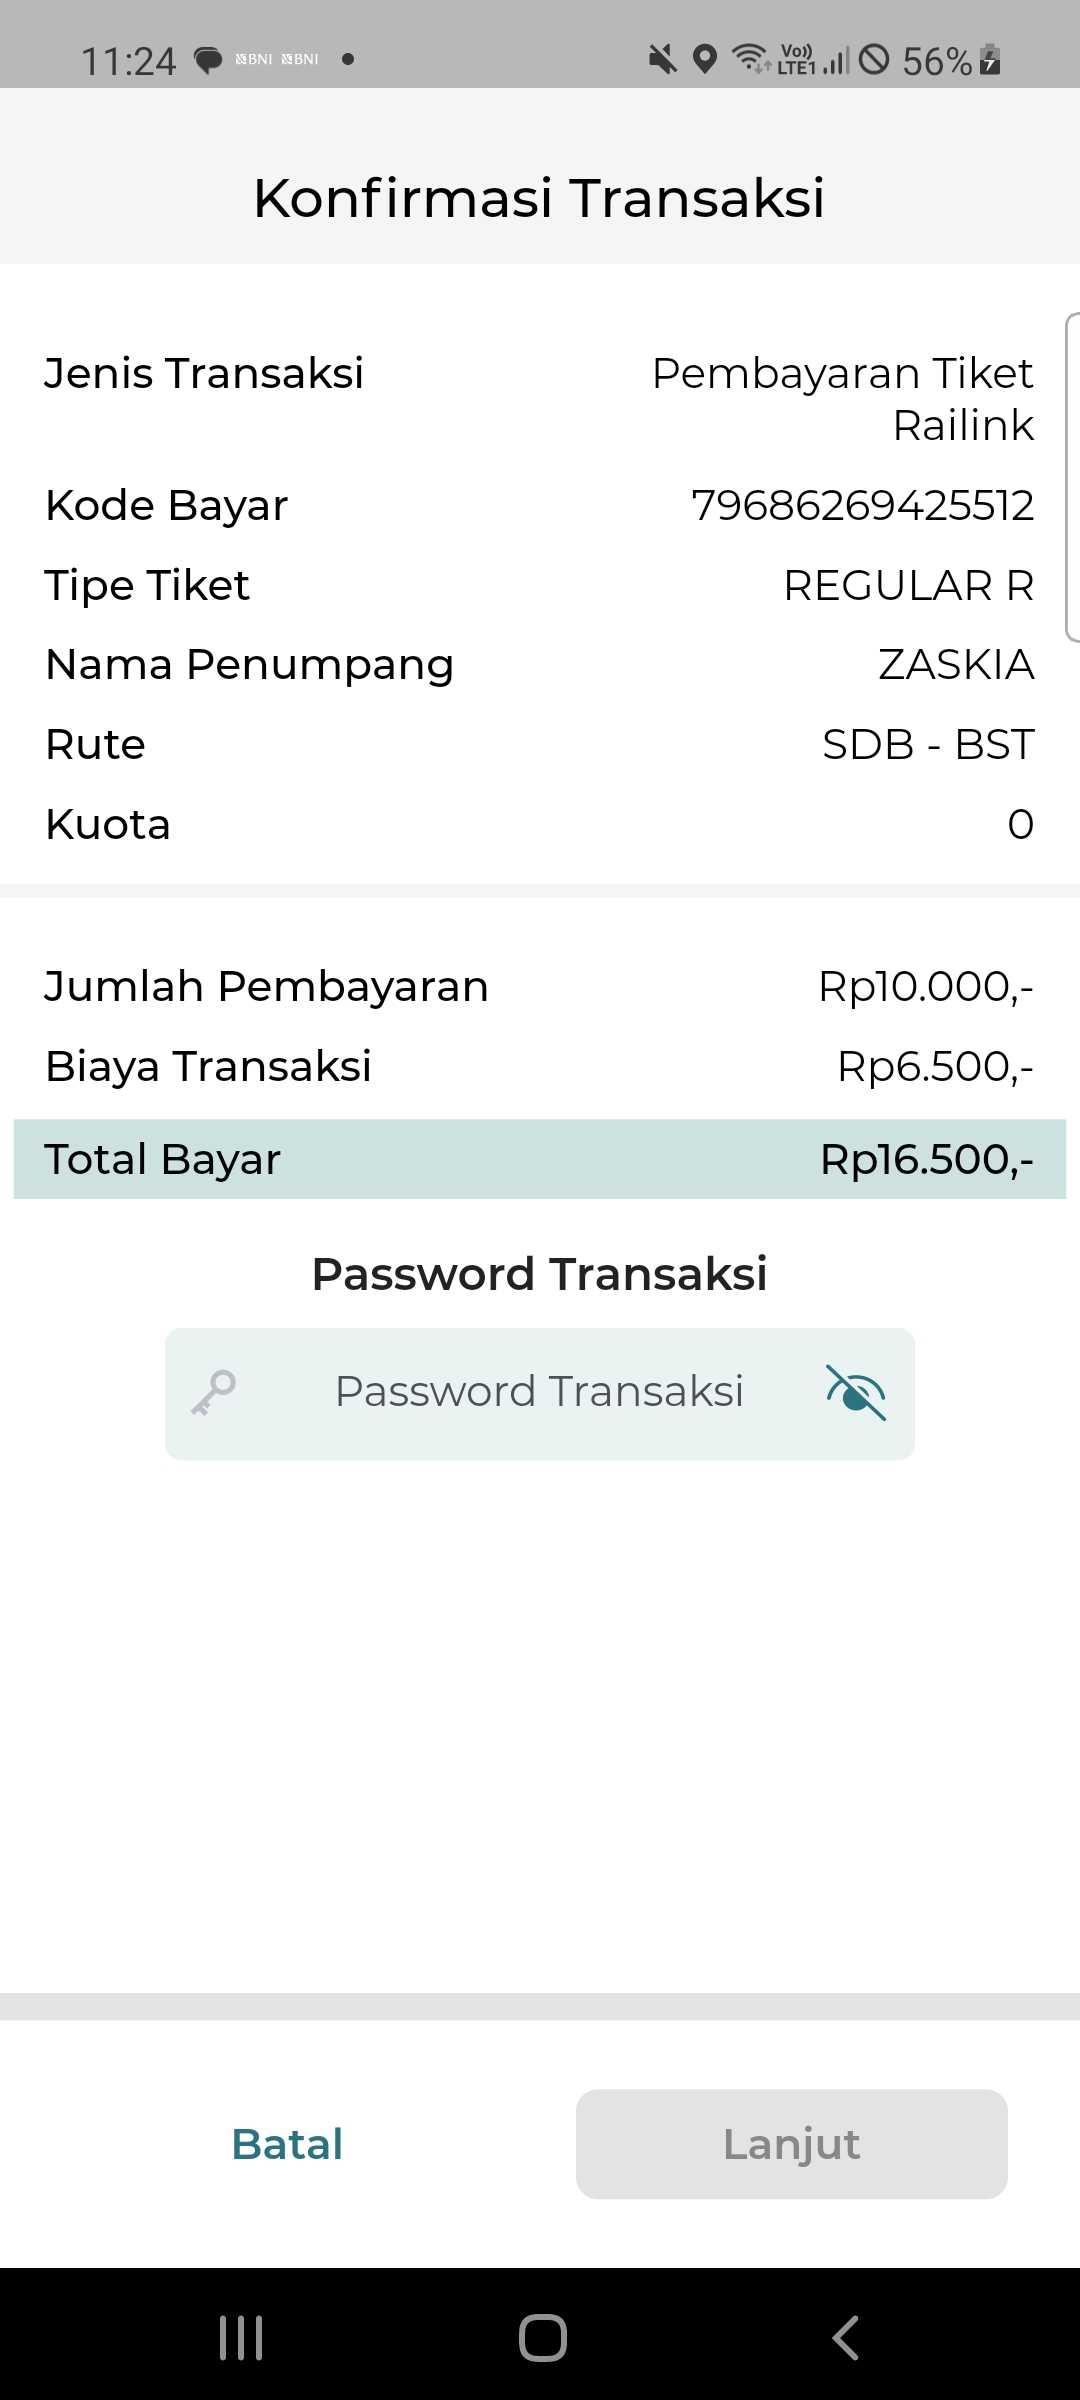 11:24 BNI BNI Vo)) LTE1 56%
Konfirmasi Transaksi
Jenis Transaksi Pembayaran Tiket
Railink
Kode Bayar 79686269425512
Tipe Tiket REGULAR R
Nama Penumpang ZASKIA
Rute SDB - BST
Kuota 0
Jumlah Pembayaran Rp10.000,-
Biaya Transaksi Rp6.500,-
Total Bayar Rp16.500,-
Password Transaksi
Password Transaksi
Batal Lanjut